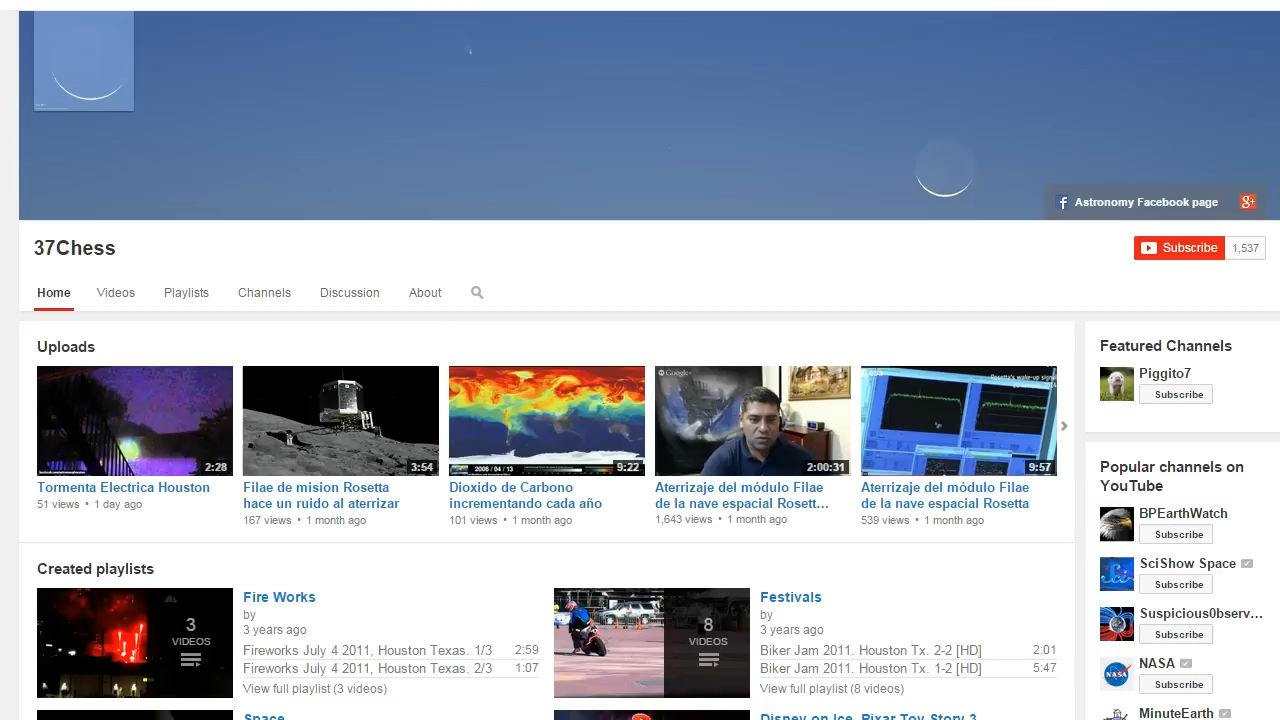 Astronomy Facebook page
37Chess
Subscribe 1,537
Home Videos Playlists Channels Discussion About
Uploads
2:28
3:54
2006 / 04 / 13
9:22
Google+
2:00:31
Rosetta's wake-up signal
9:57
Tormenta Electrica Houston
51 views • 1 day ago
Filae de mision Rosetta
hace un ruido al aterrizar
167 views • 1 month ago
Dioxido de Carbono
incrementando cada año
101 views • 1 month ago
Aterrizaje del módulo Filae
de la nave espacial Rosett...
1,643 views • 1 month ago
Aterrizaje del módulo Filae
de la nave espacial Rosetta
539 views • 1 month ago
Created playlists
3
VIDEOS
Fire Works
by
3 years ago
Fireworks July 4 2011, Houston Texas. 1/3 2:59
Fireworks July 4 2011, Houston Texas. 2/3 1:07
View full playlist (3 videos)
8
VIDEOS
Festivals
by
3 years ago
Biker Jam 2011. Houston Tx. 2-2 [HD] 2:01
Biker Jam 2011. Houston Tx. 1-2 [HD] 5:47
View full playlist (8 videos)
Space
Disney on Ice, Pixar Toy Story 3
Featured Channels
Piggito7
Subscribe
Popular channels on
YouTube
BPEarthWatch
Subscribe
SciShow Space
Subscribe
Suspicious0bserv...
Subscribe
NASA
Subscribe
MinuteEarth